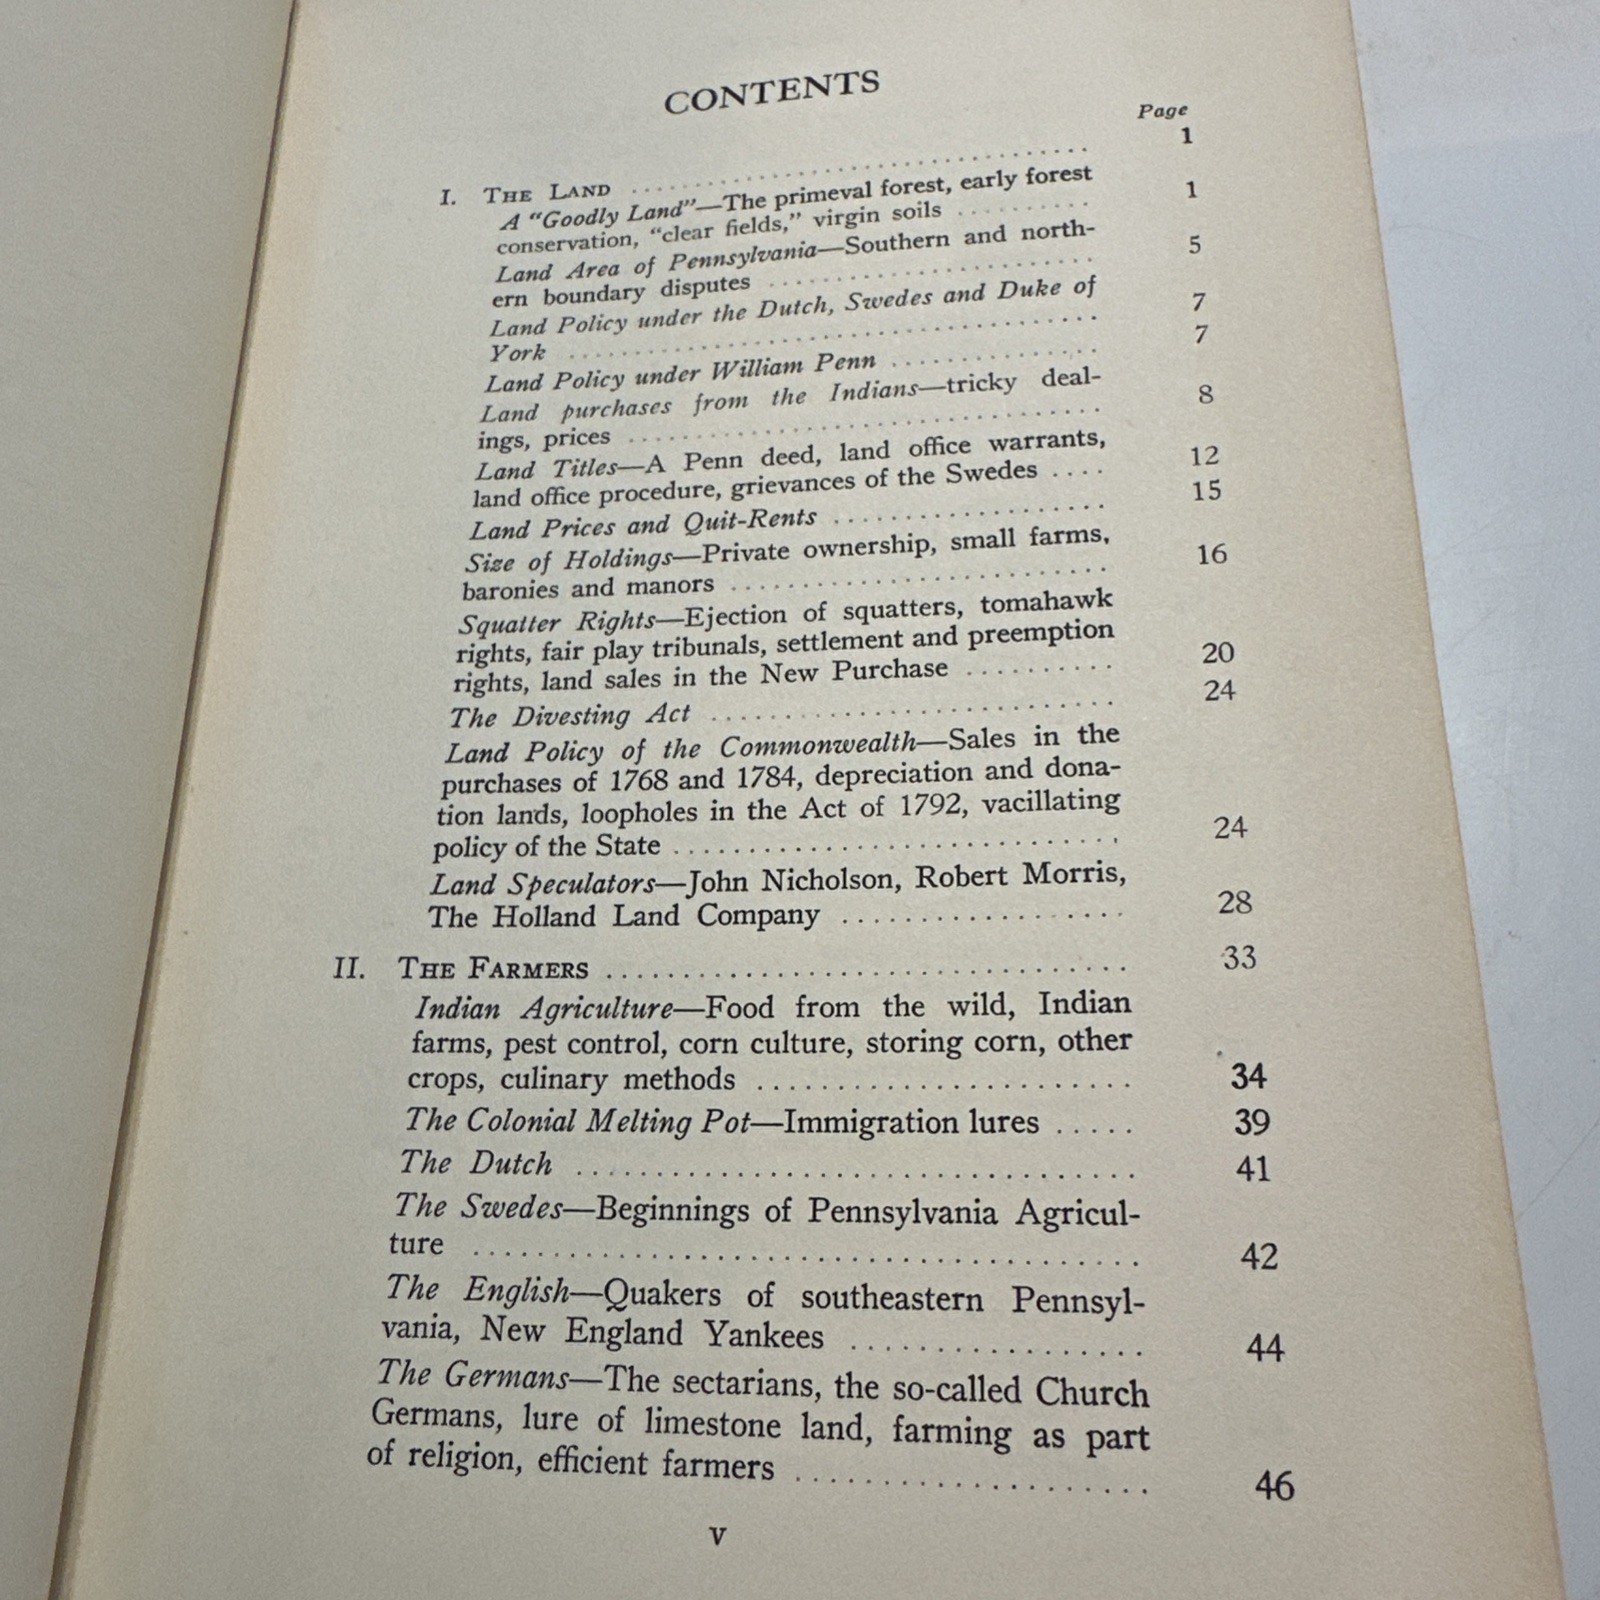 CONTENTS
Page
I. THE LAND ........................................ 1
A "Goodly Land"—The primeval forest, early forest
conservation, "clear fields," virgin soils .......... 1
Land Area of Pennsylvania—Southern and north-
ern boundary disputes ........................ 5
Land Policy under the Dutch, Swedes and Duke of
York ........................................ 7
Land Policy under William Penn ............ 7
Land purchases from the Indians—tricky deal-
ings, prices .................................. 8
Land Titles—A Penn deed, land office warrants,
land office procedure, grievances of the Swedes .... 12
Land Prices and Quit-Rents .................. 15
Size of Holdings—Private ownership, small farms,
baronies and manors .......................... 16
Squatter Rights—Ejection of squatters, tomahawk
rights, fair play tribunals, settlement and preemption
rights, land sales in the New Purchase .......... 20
The Divesting Act ............................ 24
Land Policy of the Commonwealth—Sales in the
purchases of 1768 and 1784, depreciation and dona-
tion lands, loopholes in the Act of 1792, vacillating
policy of the State .............................. 24
Land Speculators—John Nicholson, Robert Morris,
The Holland Land Company .................. 28
II. THE FARMERS .................................. 33
Indian Agriculture—Food from the wild, Indian
farms, pest control, corn culture, storing corn, other
crops, culinary methods ........................ 34
The Colonial Melting Pot—Immigration lures ..... 39
The Dutch .................................. 41
The Swedes—Beginnings of Pennsylvania Agricul-
ture ........................................ 42
The English—Quakers of southeastern Pennsyl-
vania, New England Yankees ................. 44
The Germans—The sectarians, the so-called Church
Germans, lure of limestone land, farming as part
of religion, efficient farmers .................... 46
v